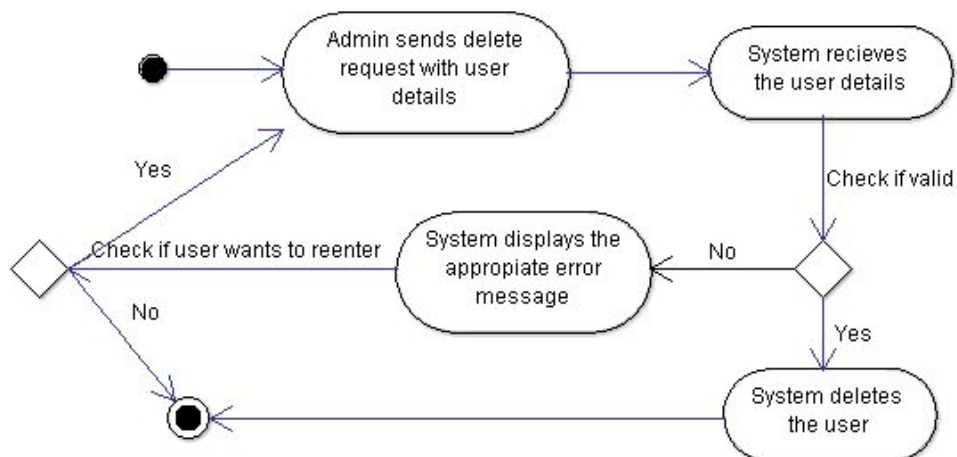 Admin sends delete
request with user
details
System recieves
the user details
Yes
Check if valid
Check if user wants to reenter
System displays the
appropiate error
message
No
No
Yes
System deletes
the user